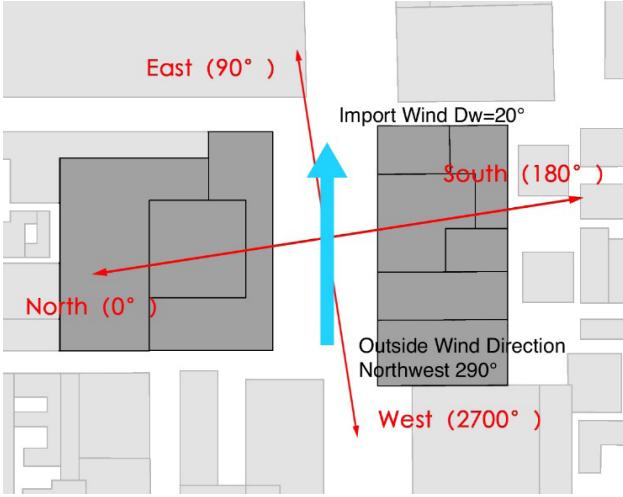 East (90° )
Import Wind Dw=20°
South (180° )
North (0° )
Outside Wind Direction
Northwest 290°
West (2700° )